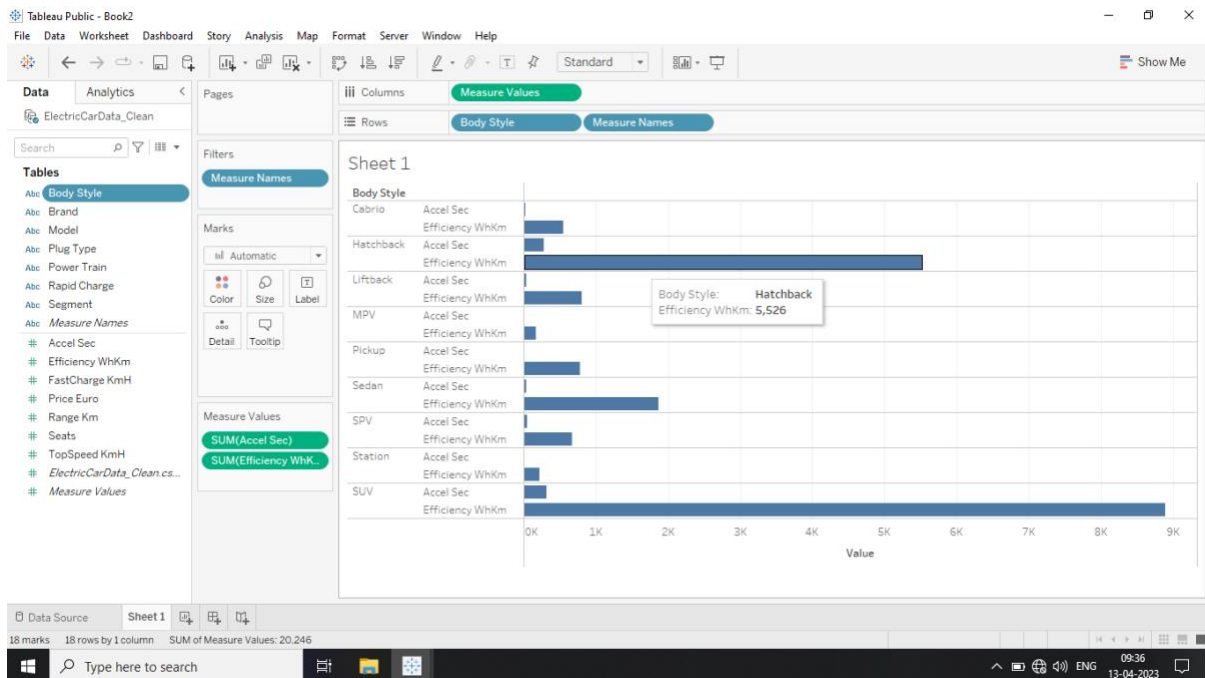 Tableau Public - Book2
File Data Worksheet Dashboard Story Analysis Map Format Server Window Help
Standard
Show Me
Data Analytics
ElectricCarData_Clean
Search
Tables
Abc Body Style
Abc Brand
Abc Model
Abc Plug Type
Abc Power Train
Abc Rapid Charge
Abc Segment
Abc Measure Names
# Accel Sec
# Efficiency WhKm
# FastCharge KmH
# Price Euro
# Range Km
# Seats
# TopSpeed KmH
# ElectricCarData_Clean.cs...
# Measure Values
Pages
Filters
Measure Names
Marks
Automatic
Color Size Label
Detail Tooltip
Measure Values
SUM(Accel Sec)
SUM(Efficiency WhK..
Columns Measure Values
Rows Body Style Measure Names
Sheet 1
Body Style
Cabrio Accel Sec
Efficiency WhKm
Hatchback Accel Sec
Efficiency WhKm
Liftback Accel Sec
Efficiency WhKm
MPV Accel Sec
Efficiency WhKm
Pickup Accel Sec
Efficiency WhKm
Sedan Accel Sec
Efficiency WhKm
SPV Accel Sec
Efficiency WhKm
Station Accel Sec
Efficiency WhKm
SUV Accel Sec
Efficiency WhKm
Body Style: Hatchback
Efficiency WhKm: 5,526
0K 1K 2K 3K 4K 5K 6K 7K 8K 9K
Value
Data Source Sheet 1
18 marks 18 rows by 1 column SUM of Measure Values: 20,246
Type here to search
ENG
09:36
13-04-2023